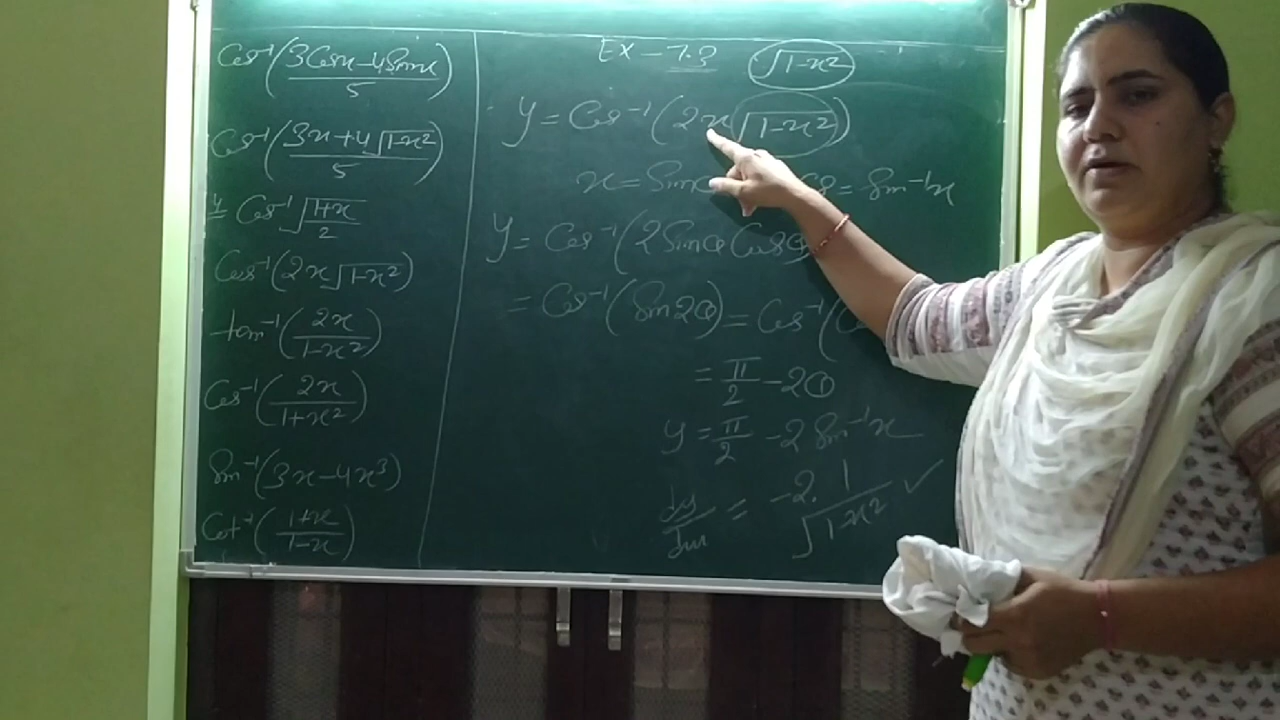 Cos⁻¹(3Cosx-4Sinx/5)
Cos⁻¹(3x+4√1-x²/5)
y= Cos⁻¹√1+x/2
Cos⁻¹(2x√1-x²)
tan⁻¹(2x/1-x²)
Cos⁻¹(2x/1+x²)
Sin⁻¹(3x-4x³)
Cot⁻¹(1+x/1-x)
EX-7.3 √1-x²
y=Cos⁻¹(2x√1-x²)
x=Sin = Sin⁻¹x
y= Cos⁻¹(2SinθCosθ
= Cos⁻¹(Sin2θ)= Cos⁻¹(
=π/2-2θ
y=π/2-2Sin⁻¹x
dy/dx = -2.1/√1-x² ✓